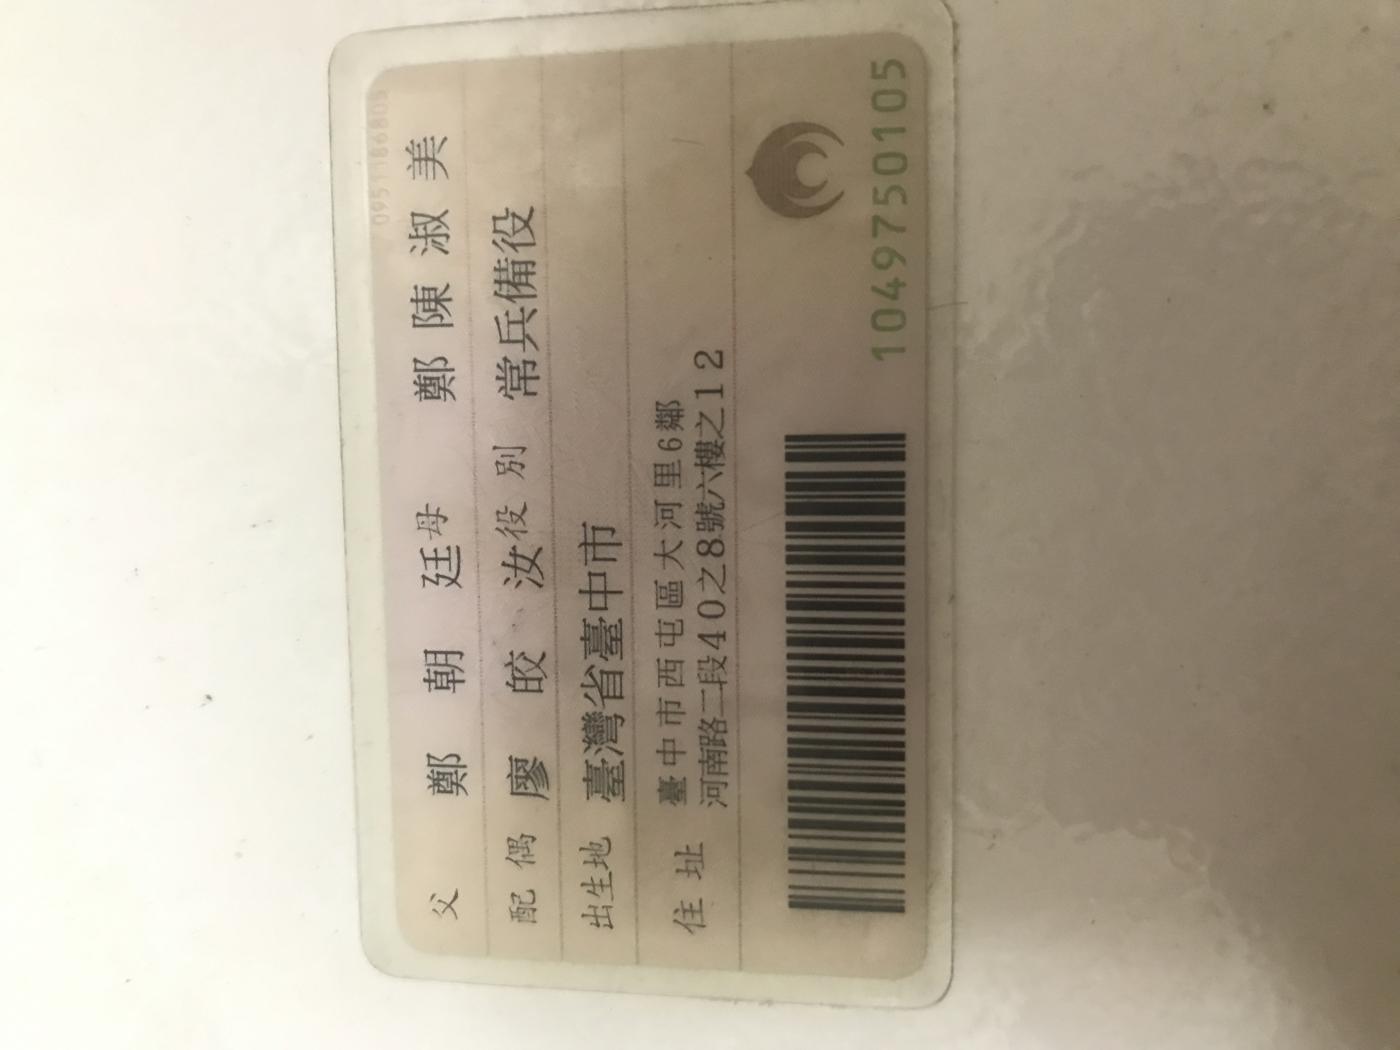 0951186805
父 鄭 朝 廷 母 鄭 陳 淑 美
配偶 廖 皎 汝 役別 常兵備役
出生地 臺灣省臺中市
住址 臺中市西屯區大河里6鄰
河南路二段40之8號六樓之12
1049750105